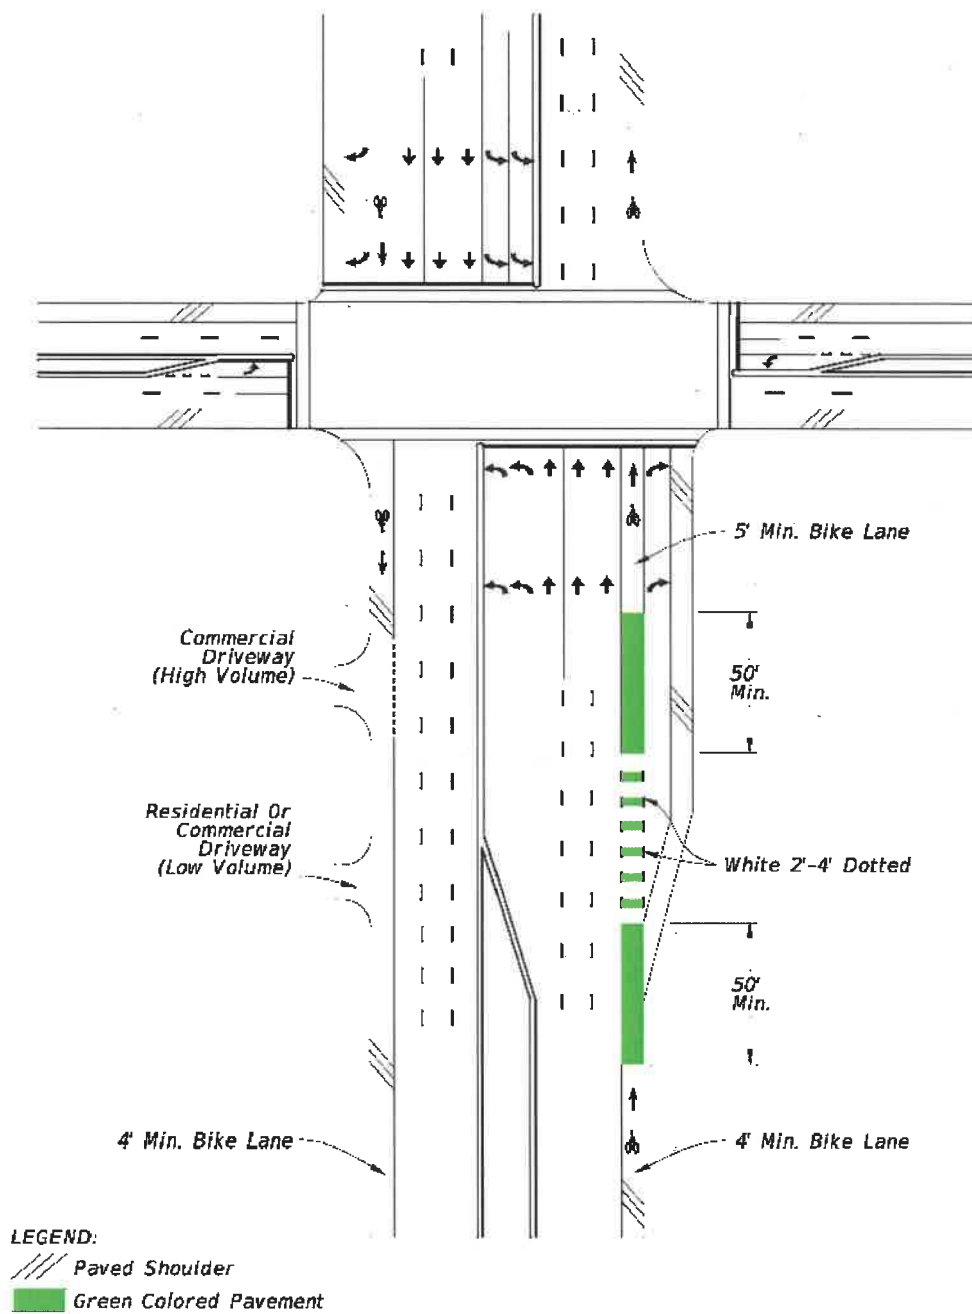 5' Min. Bike Lane
Commercial
Driveway
(High Volume)
50'
Min.
Residential Or
Commercial
Driveway
(Low Volume)
White 2'-4' Dotted
50'
Min.
4' Min. Bike Lane
4' Min. Bike Lane
LEGEND:
Paved Shoulder
Green Colored Pavement